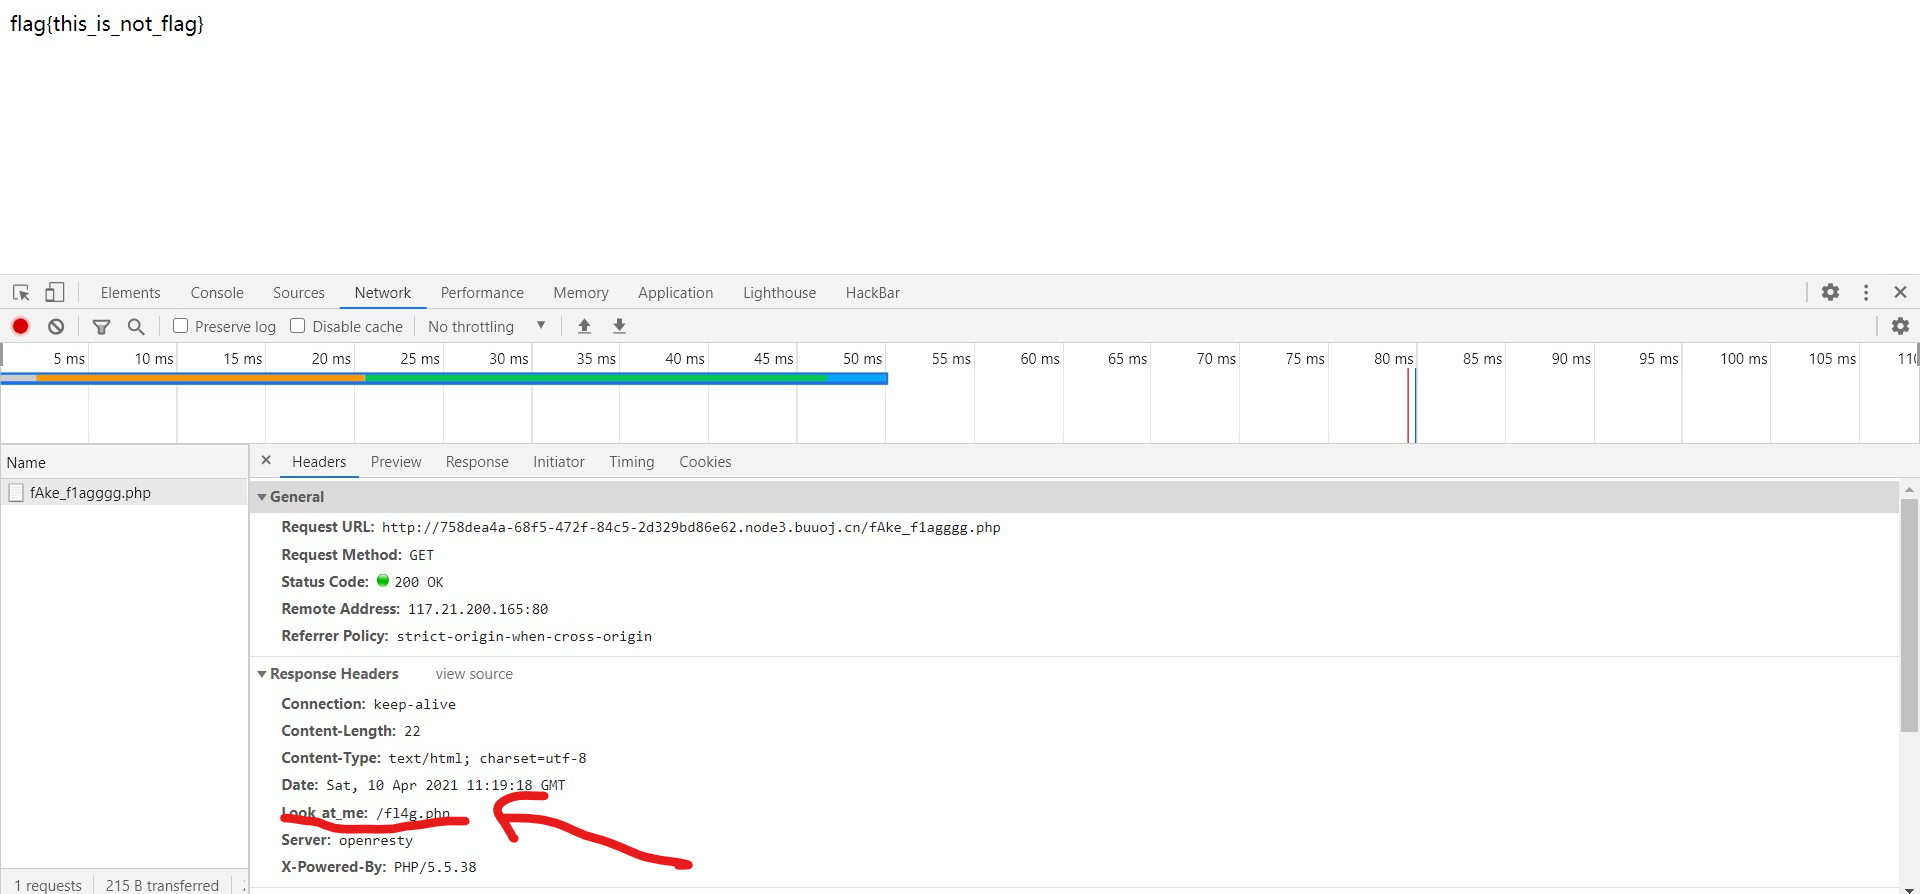 flag{this_is_not_flag}
Elements Console Sources Network Performance Memory Application Lighthouse HackBar
Preserve log Disable cache No throttling
5 ms 10 ms 15 ms 20 ms 25 ms 30 ms 35 ms 40 ms 45 ms 50 ms 55 ms 60 ms 65 ms 70 ms 75 ms 80 ms 85 ms 90 ms 95 ms 100 ms 105 ms
Name
fAke_f1agggg.php
1 requests 215 B transferred
Headers Preview Response Initiator Timing Cookies
General
Request URL: http://758dea4a-68f5-472f-84c5-2d329bd86e62.node3.buuoj.cn/fAke_f1agggg.php
Request Method: GET
Status Code: 200 OK
Remote Address: 117.21.200.165:80
Referrer Policy: strict-origin-when-cross-origin
Response Headers view source
Connection: keep-alive
Content-Length: 22
Content-Type: text/html; charset=utf-8
Date: Sat, 10 Apr 2021 11:19:18 GMT
Look_at_me: /fl4g.php
Server: openresty
X-Powered-By: PHP/5.5.38